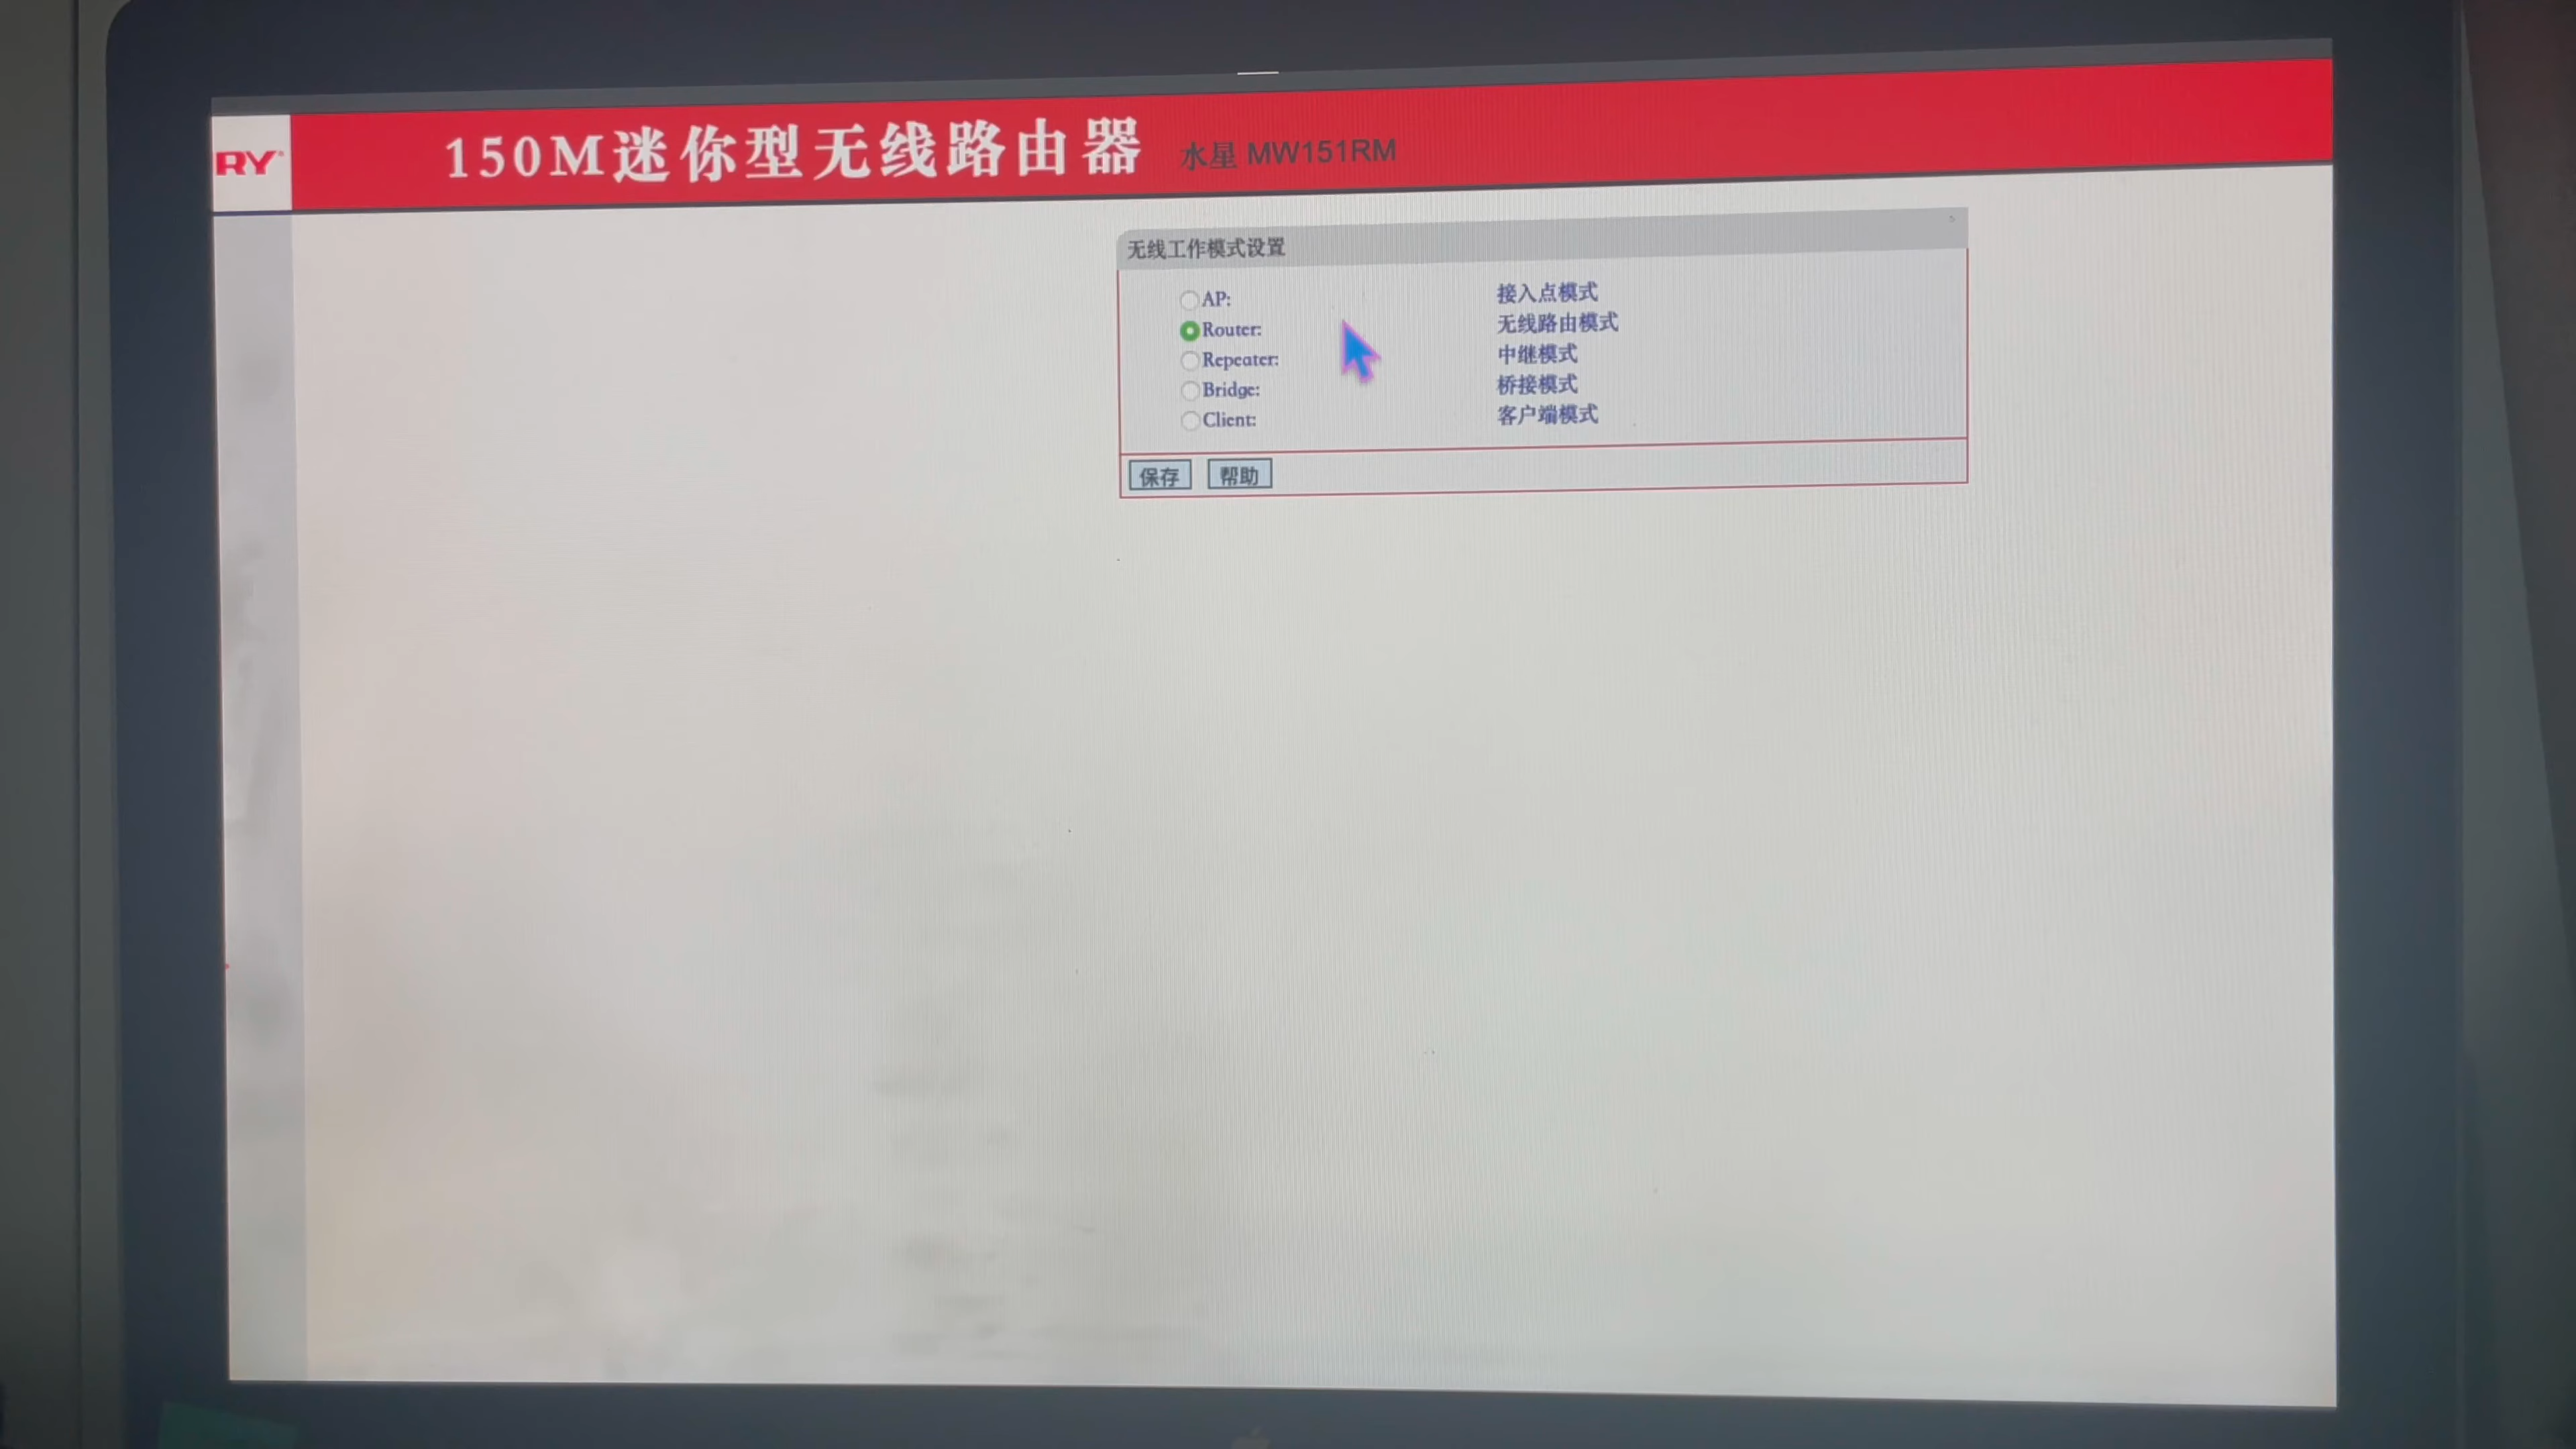 RY®
150M迷你型无线路由器 水星 MW151RM
无线工作模式设置
AP: 接入点模式
Router: 无线路由模式
Repeater: 中继模式
Bridge: 桥接模式
Client: 客户端模式
保存 帮助